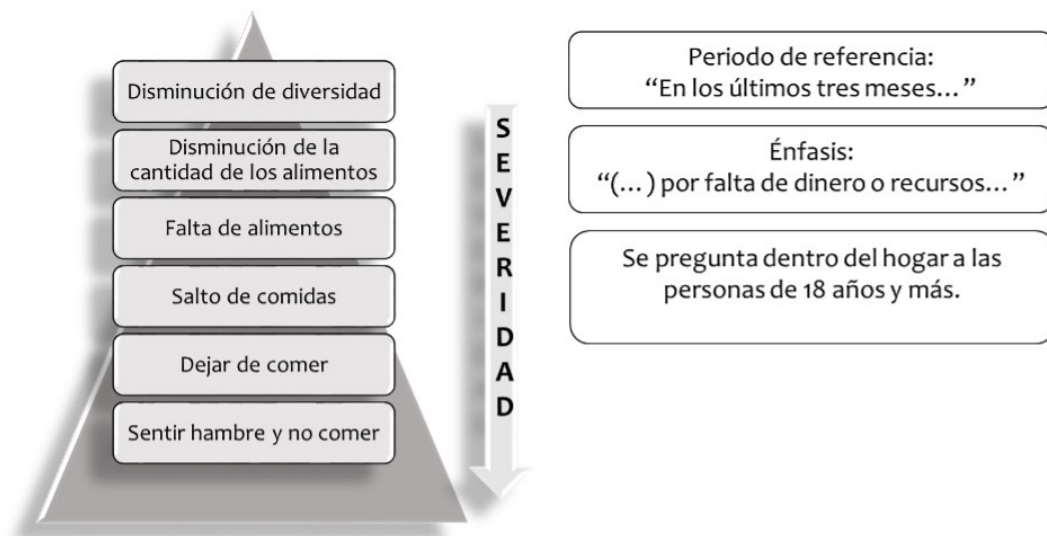 Disminución de diversidad
Disminución de la
cantidad de los alimentos
Falta de alimentos
Salto de comidas
Dejar de comer
Sentir hambre y no comer
SEVERIDAD
Periodo de referencia:
“En los últimos tres meses…”
Énfasis:
“(…) por falta de dinero o recursos…”
Se pregunta dentro del hogar a las
personas de 18 años y más.